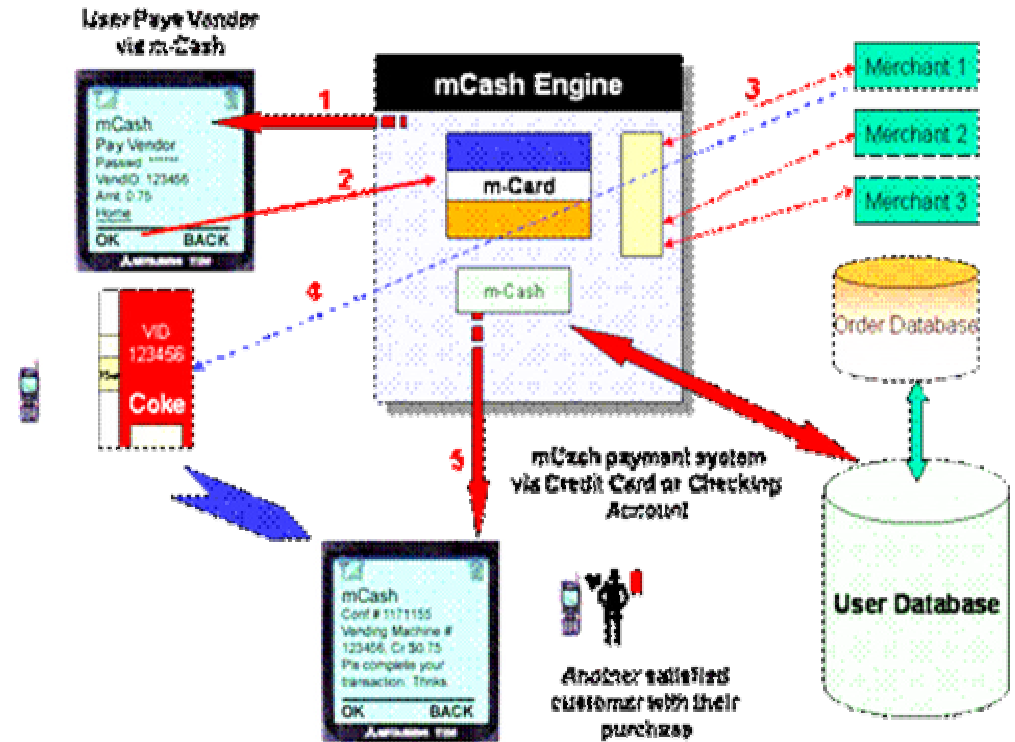 User Pays Vendor
via m-Cash
mCash Engine
1
mCash
Pay Vendor
Passwd ******
VendID: 123456
Amt: 0.75
Home
OK BACK
2
m-Card
m-Cash
3
Merchant 1
Merchant 2
Merchant 3
Order Database
4
VID
123456
Coke
5
mCash payment system
via Credit Card or Checking
Account
User Database
mCash
Conf # 1171155
Vending Machine #
123456, Cr $0.75
Pls complete your
transaction. Thnks.
OK BACK
Another satisfied
customer with their
purchase